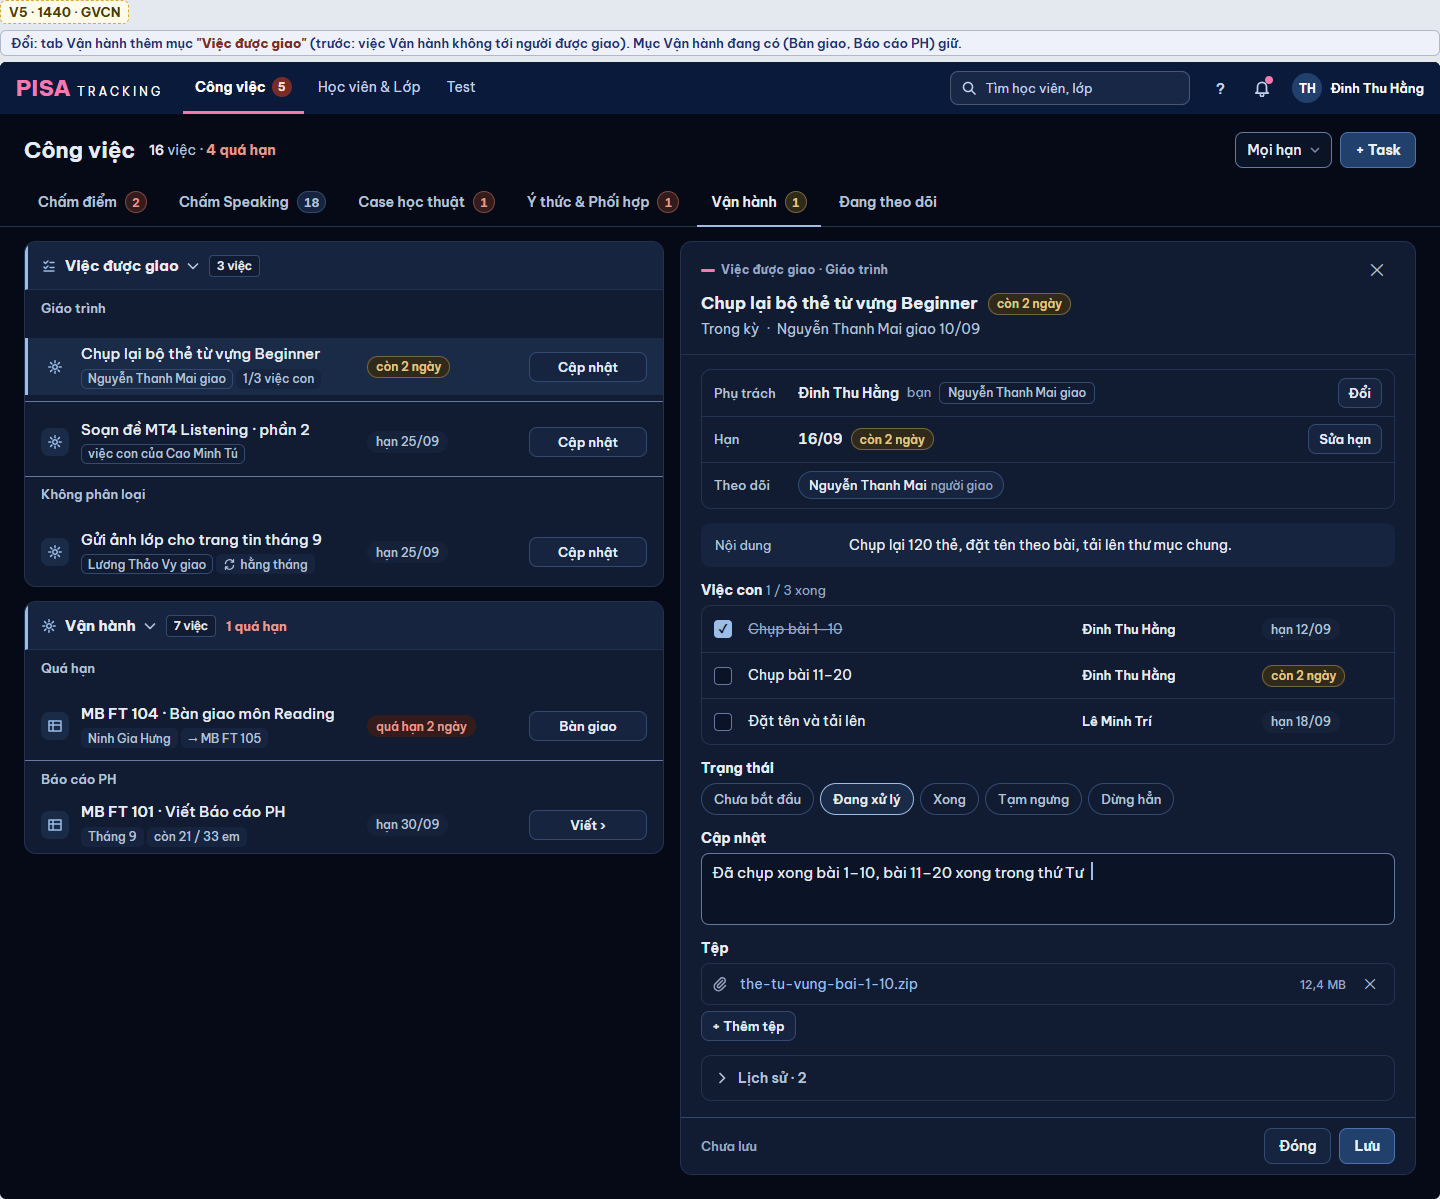 V5 · 1440 · GVCN
Đổi: tab Vận hành thêm mục "Việc được giao" (trước: việc Vận hành không tới người được giao). Mục Vận hành đang có (Bàn giao, Báo cáo PH) giữ.
PISA TRACKING
Công việc 5
Học viên & Lớp
Test
Tìm học viên, lớp
?
TH
Đinh Thu Hằng
Công việc
16 việc · 4 quá hạn
Mọi hạn
+ Task
Chấm điểm 2
Chấm Speaking 18
Case học thuật 1
Ý thức & Phối hợp 1
Vận hành 1
Đang theo dõi
Việc được giao
3 việc
Giáo trình
Chụp lại bộ thẻ từ vựng Beginner
Nguyễn Thanh Mai giao
1/3 việc con
còn 2 ngày
Cập nhật
Soạn đề MT4 Listening · phần 2
việc con của Cao Minh Tú
hạn 25/09
Cập nhật
Không phân loại
Gửi ảnh lớp cho trang tin tháng 9
Lương Thảo Vy giao
hằng tháng
hạn 25/09
Cập nhật
Vận hành
7 việc
1 quá hạn
Quá hạn
MB FT 104 · Bàn giao môn Reading
Ninh Gia Hưng
→ MB FT 105
quá hạn 2 ngày
Bàn giao
Báo cáo PH
MB FT 101 · Viết Báo cáo PH
Tháng 9
còn 21 / 33 em
hạn 30/09
Viết ›
Việc được giao · Giáo trình
Chụp lại bộ thẻ từ vựng Beginner
còn 2 ngày
Trong kỳ · Nguyễn Thanh Mai giao 10/09
Phụ trách
Đinh Thu Hằng bạn
Nguyễn Thanh Mai giao
Đổi
Hạn
16/09
còn 2 ngày
Sửa hạn
Theo dõi
Nguyễn Thanh Mai người giao
Nội dung
Chụp lại 120 thẻ, đặt tên theo bài, tải lên thư mục chung.
Việc con 1 / 3 xong
Chụp bài 1–10
Đinh Thu Hằng
hạn 12/09
Chụp bài 11–20
Đinh Thu Hằng
còn 2 ngày
Đặt tên và tải lên
Lê Minh Trí
hạn 18/09
Trạng thái
Chưa bắt đầu
Đang xử lý
Xong
Tạm ngưng
Dừng hẳn
Cập nhật
Đã chụp xong bài 1–10, bài 11–20 xong trong thứ Tư
Tệp
the-tu-vung-bai-1-10.zip
12,4 MB
+ Thêm tệp
Lịch sử · 2
Chưa lưu
Đóng
Lưu